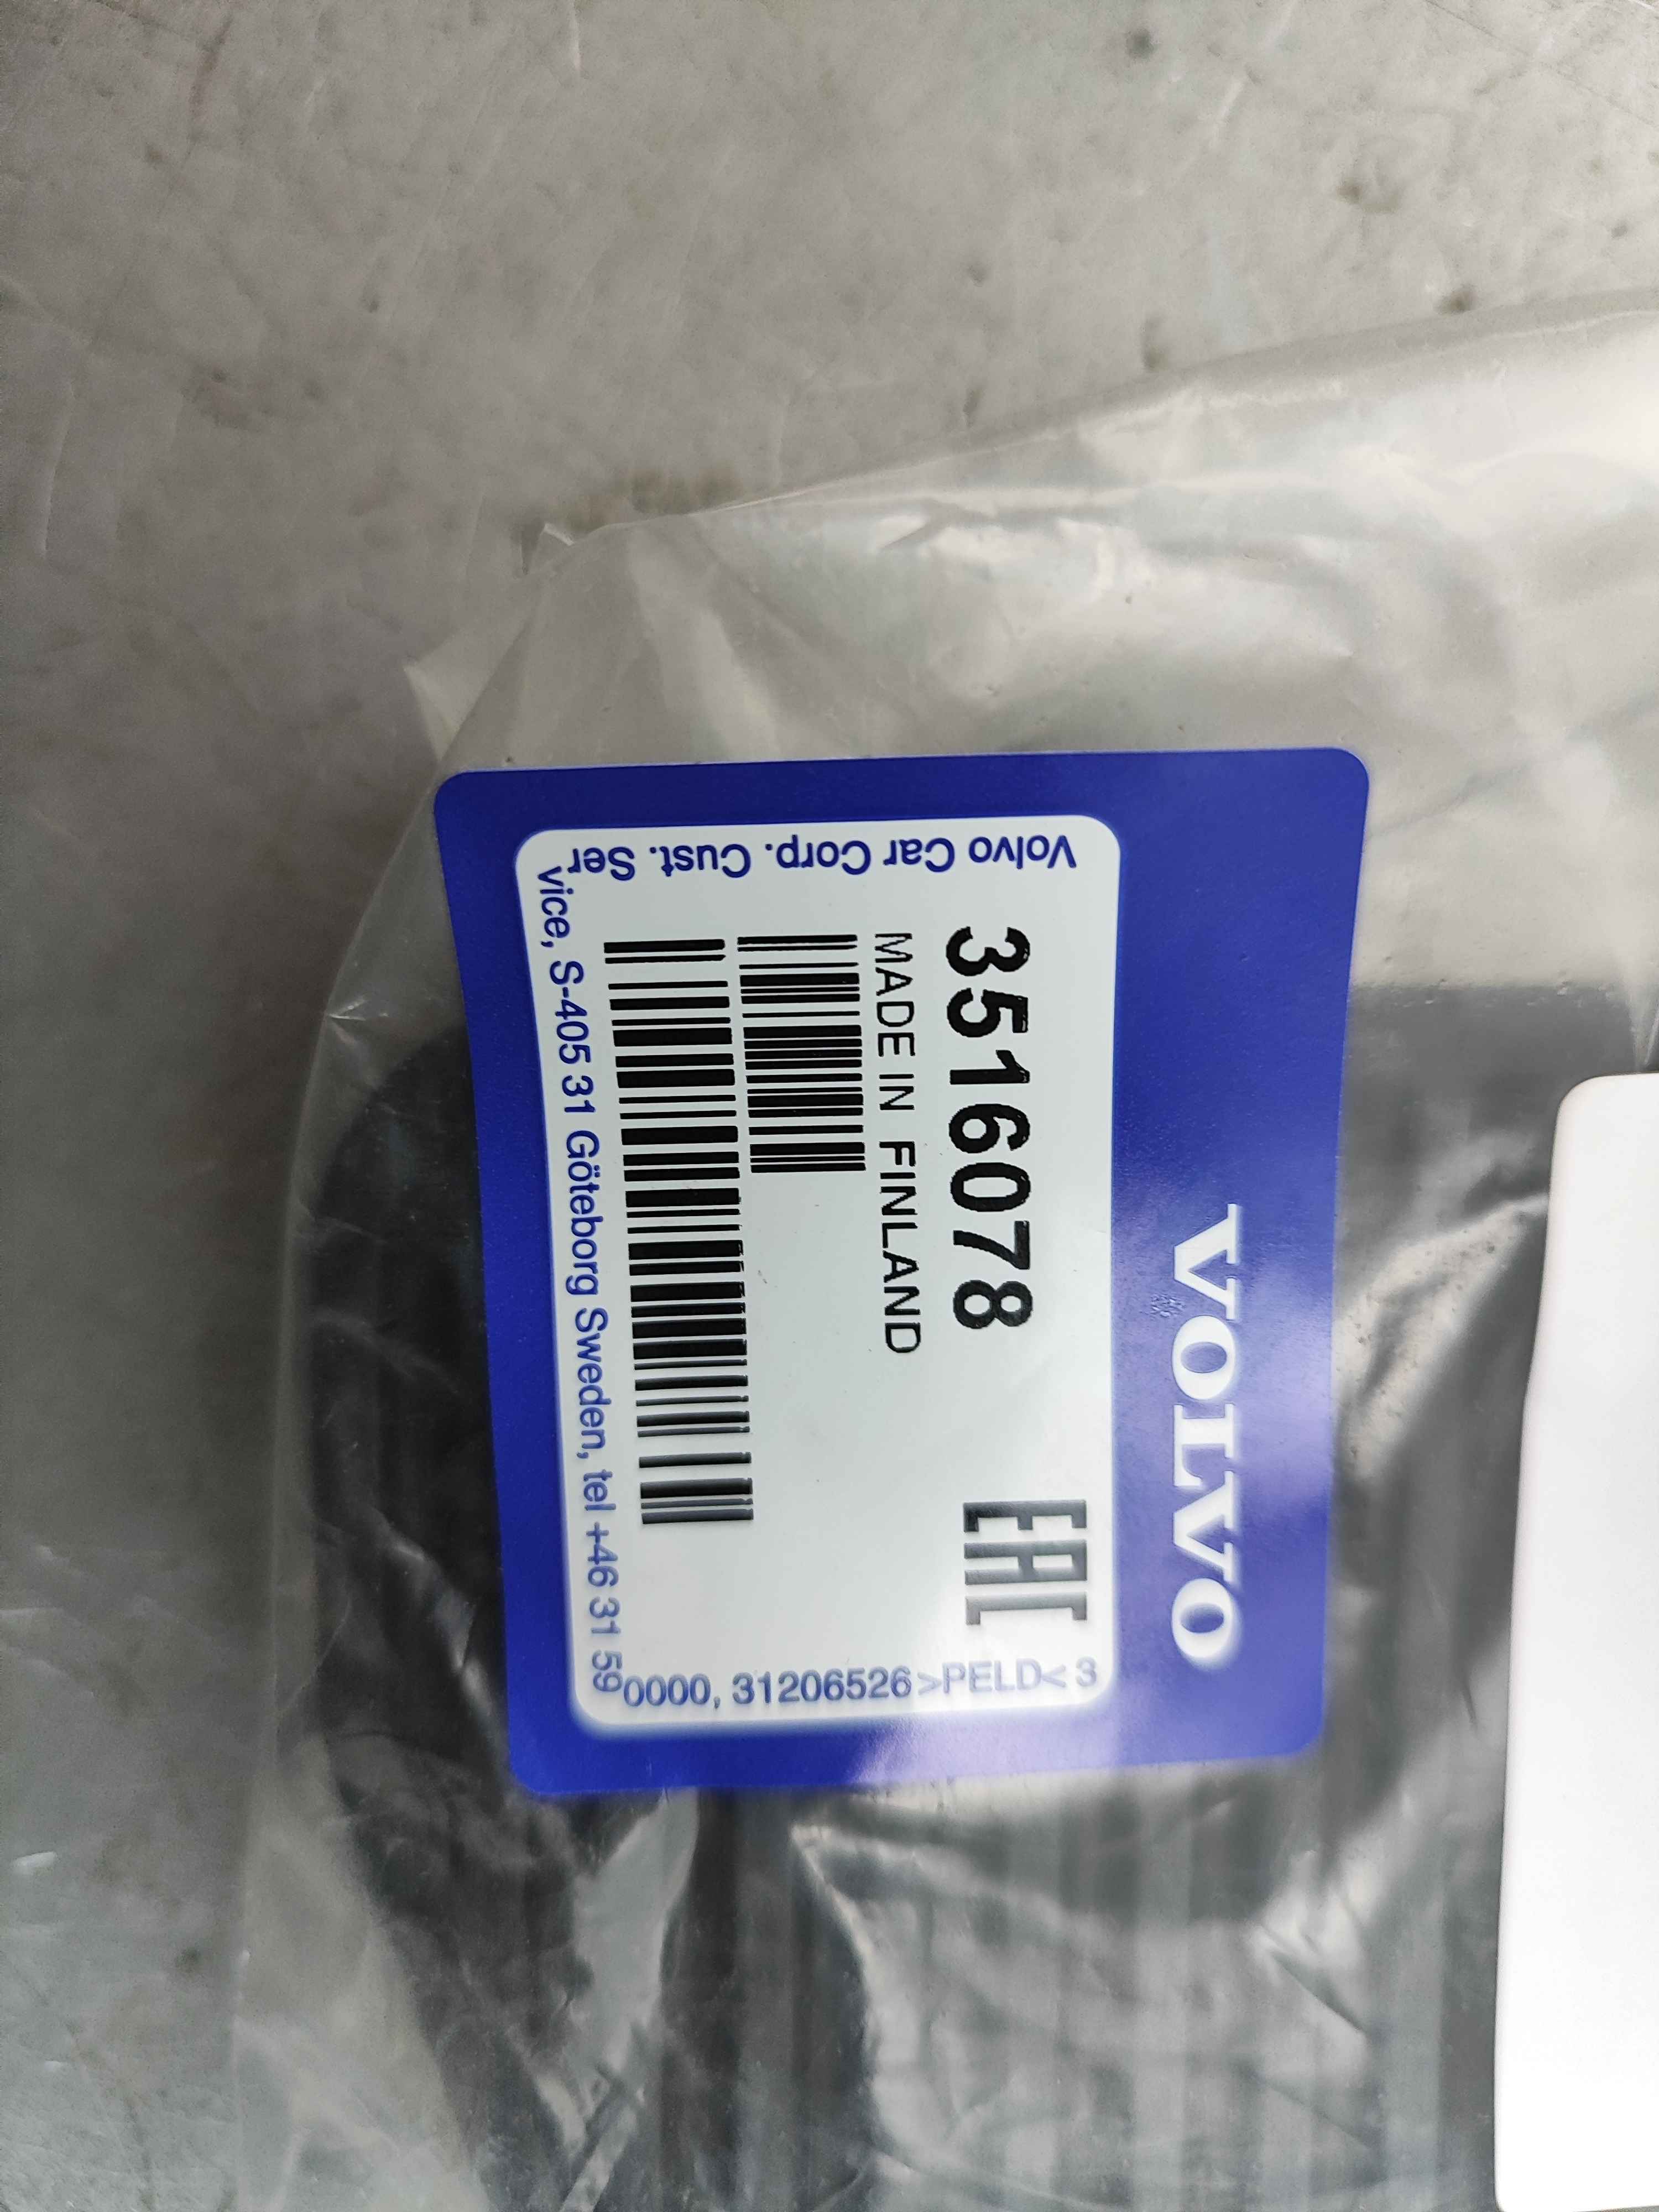 VOLVO
3516078
EAC
MADE IN FINLAND
Volvo Car Corp. Cust. Ser
vice, S-405 31 Göteborg Sweden, tel +46 31 59
0000, 31206526 >PELD< 3